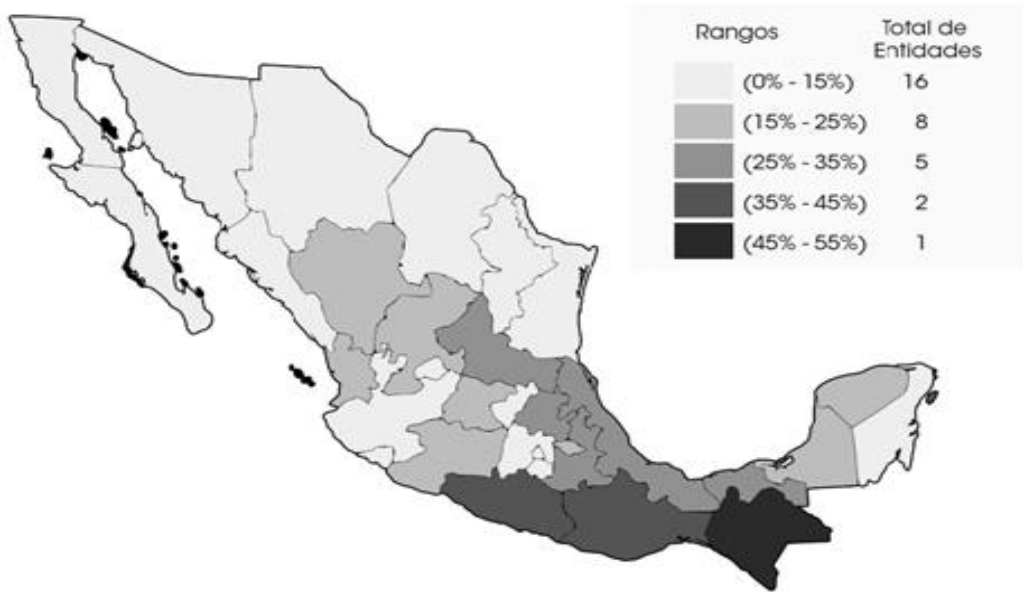 Rangos Total de
Entidades
(0% - 15%) 16
(15% - 25%) 8
(25% - 35%) 5
(35% - 45%) 2
(45% - 55%) 1